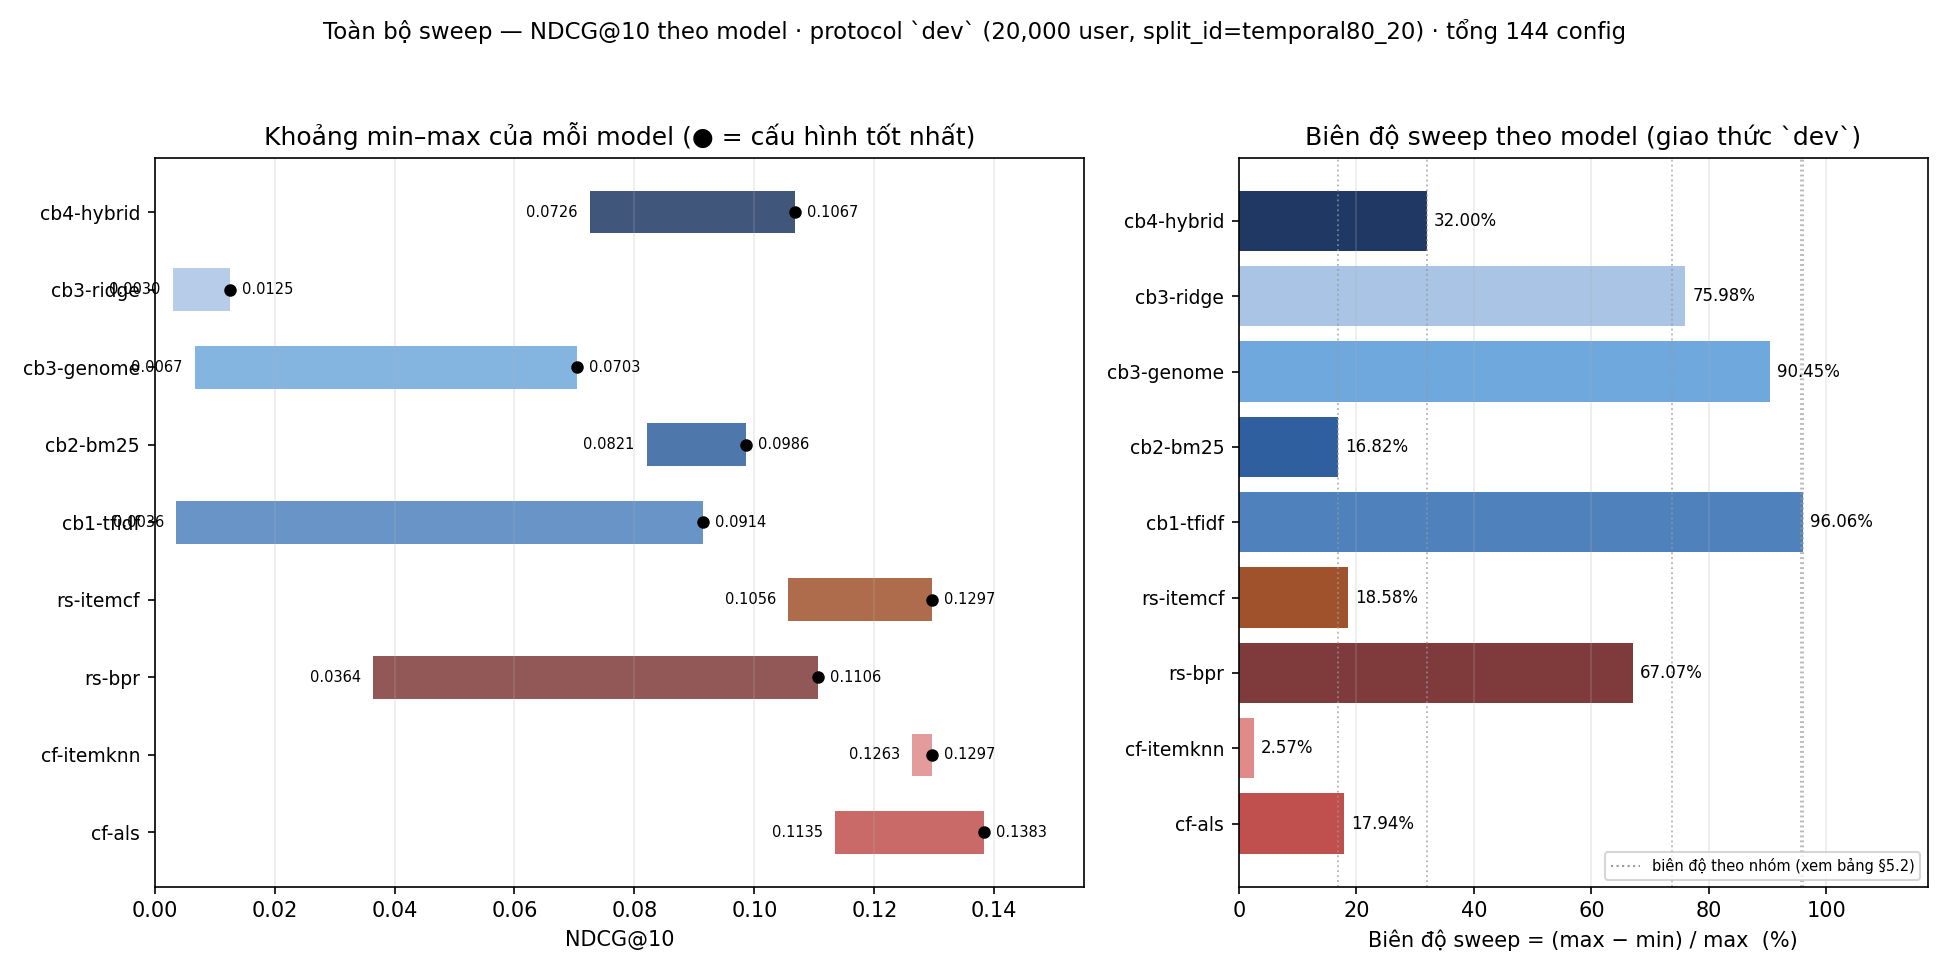 Toàn bộ sweep — NDCG@10 theo model · protocol `dev` (20,000 user, split_id=temporal80_20) · tổng 144 config
Khoảng min–max của mỗi model (● = cấu hình tốt nhất)
cb4-hybrid
0.0726
0.1067
cb3-ridge
0.0030
0.0125
cb3-genome
0.0067
0.0703
cb2-bm25
0.0821
0.0986
cb1-tfidf
0.0036
0.0914
rs-itemcf
0.1056
0.1297
rs-bpr
0.0364
0.1106
cf-itemknn
0.1263
0.1297
cf-als
0.1135
0.1383
0.00 0.02 0.04 0.06 0.08 0.10 0.12 0.14
NDCG@10
Biên độ sweep theo model (giao thức `dev`)
cb4-hybrid
32.00%
cb3-ridge
75.98%
cb3-genome
90.45%
cb2-bm25
16.82%
cb1-tfidf
96.06%
rs-itemcf
18.58%
rs-bpr
67.07%
cf-itemknn
2.57%
cf-als
17.94%
biên độ theo nhóm (xem bảng §5.2)
0 20 40 60 80 100
Biên độ sweep = (max − min) / max (%)